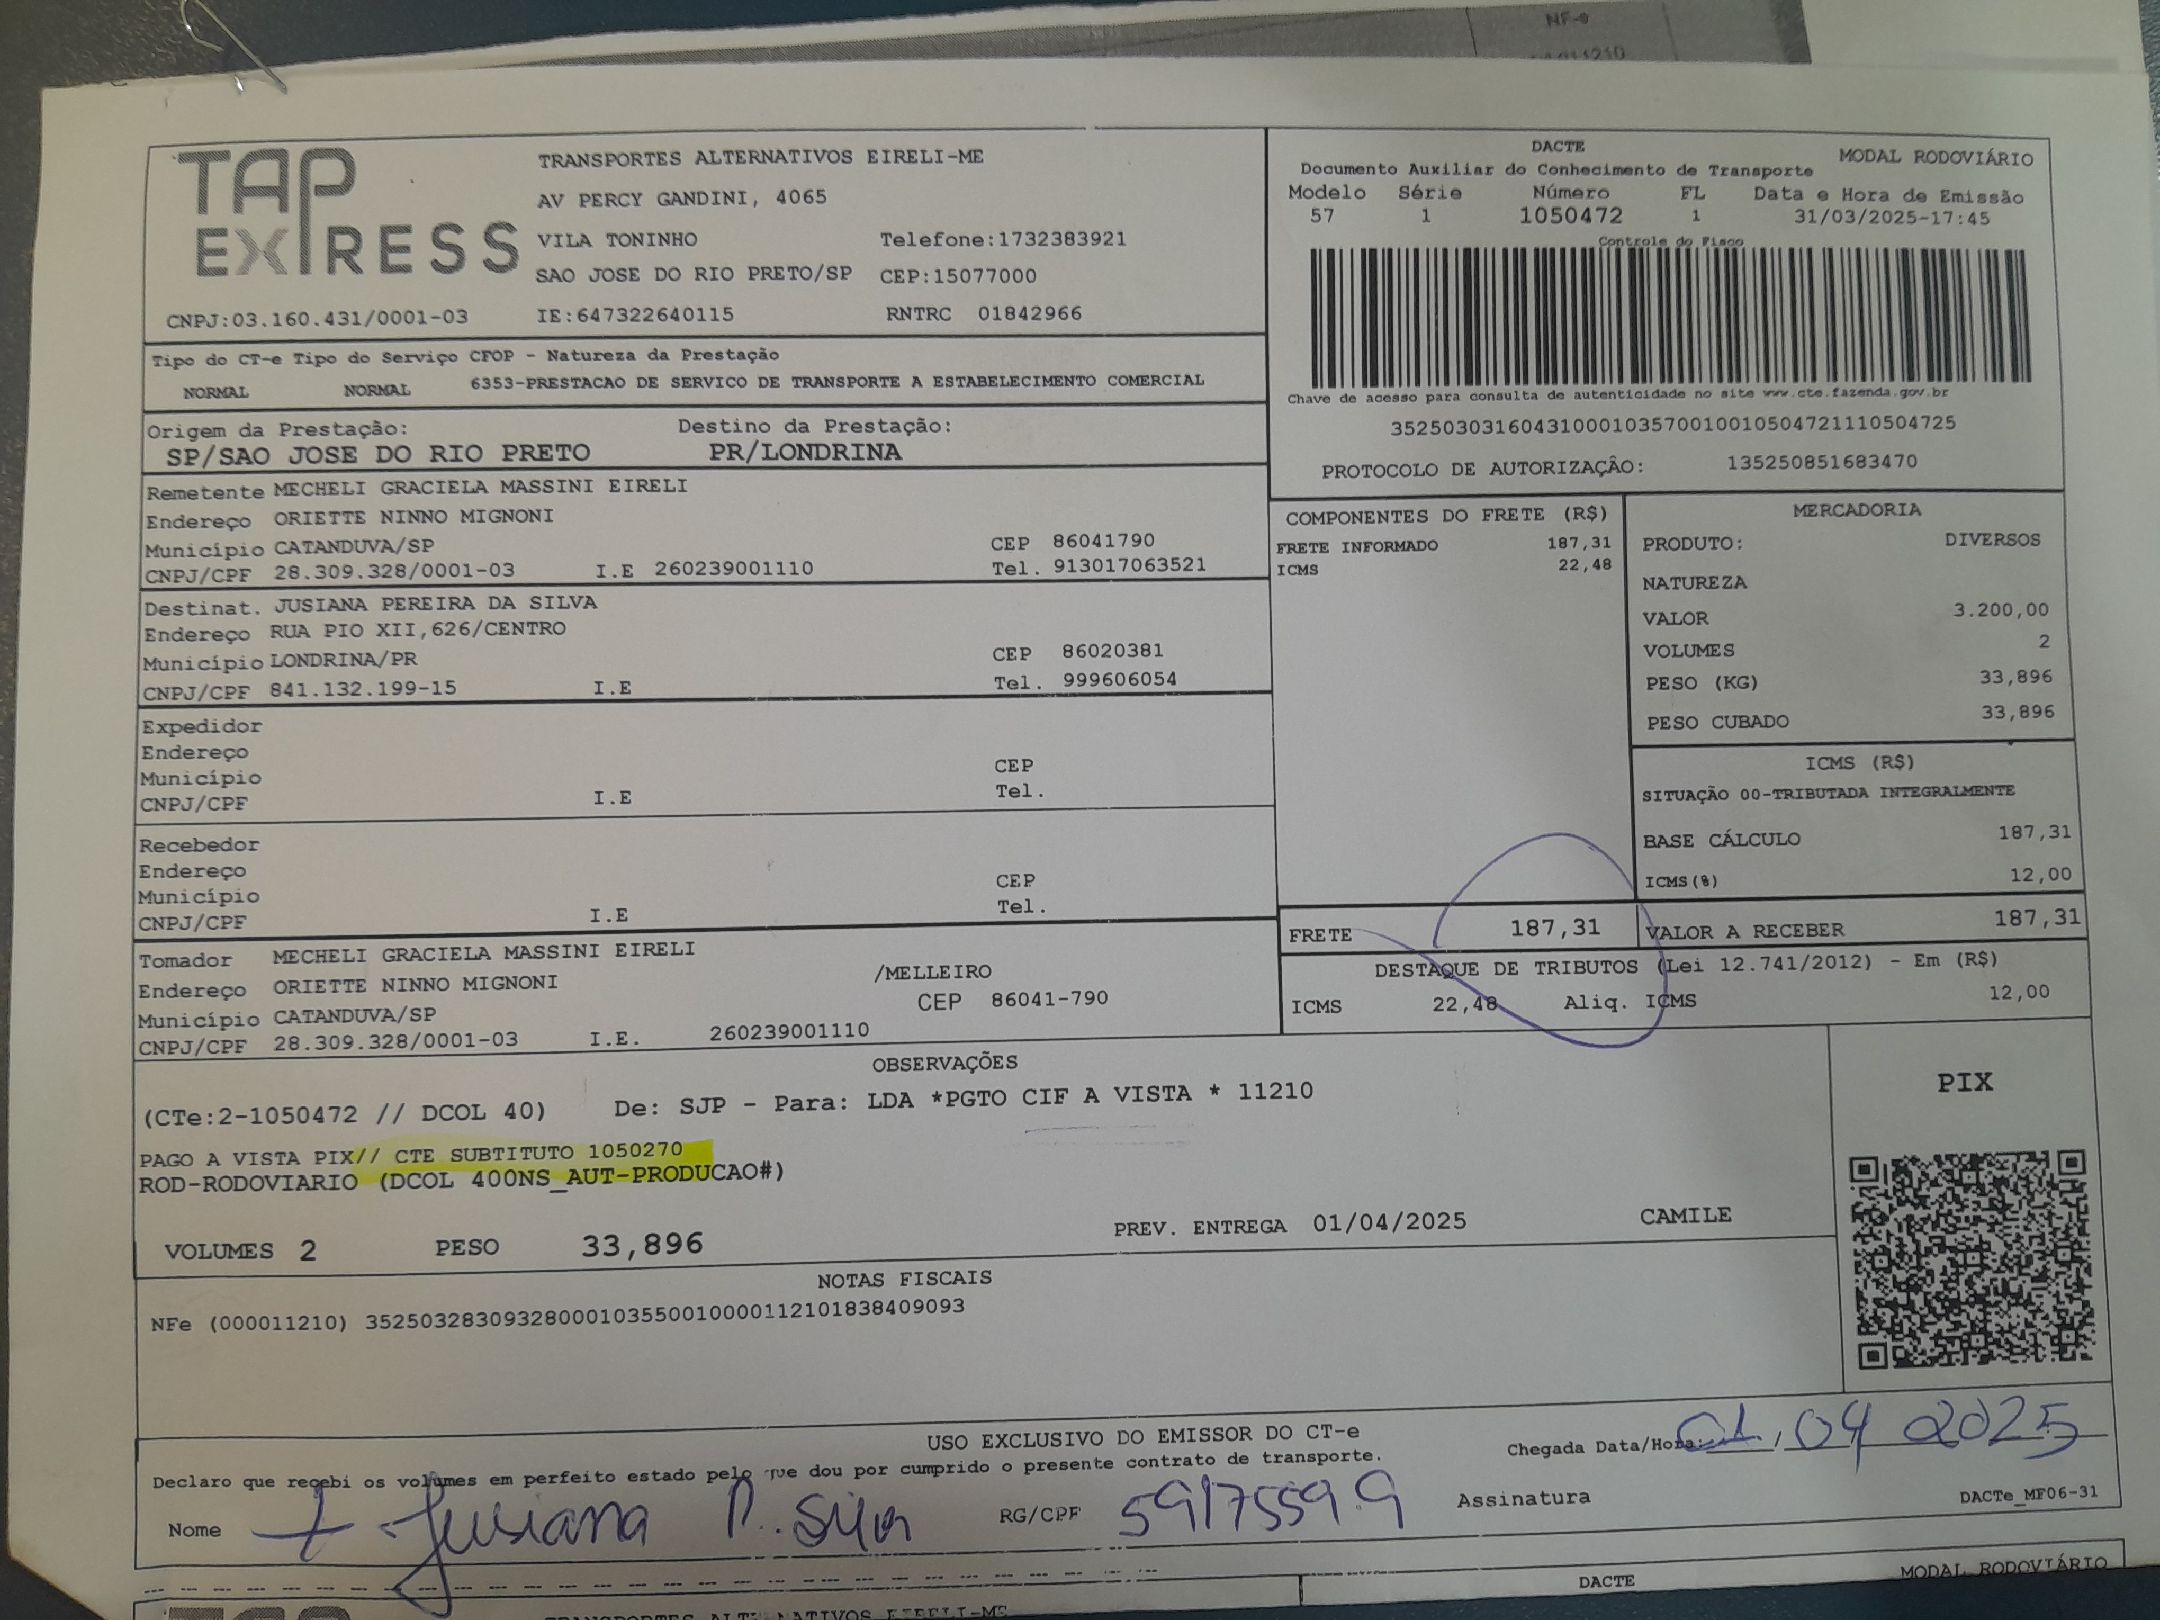 NF-e
TAP
EXPRESS
TRANSPORTES ALTERNATIVOS EIRELI-ME
AV PERCY GANDINI, 4065
VILA TONINHO Telefone:1732383921
SAO JOSE DO RIO PRETO/SP CEP:15077000
CNPJ:03.160.431/0001-03 IE:647322640115 RNTRC 01842966
DACTE MODAL RODOVIÁRIO
Documento Auxiliar do Conhecimento de Transporte
Modelo Série Número FL Data e Hora de Emissão
57 1 1050472 1 31/03/2025-17:45
Controle do Fisco
Chave de acesso para consulta de autenticidade no site www.cte.fazenda.gov.br
35250303160431000103570010010504721110504725
PROTOCOLO DE AUTORIZAÇÃO: 135250851683470
Tipo do CT-e Tipo do Serviço CFOP - Natureza da Prestação
NORMAL NORMAL 6353-PRESTACAO DE SERVICO DE TRANSPORTE A ESTABELECIMENTO COMERCIAL
Origem da Prestação: Destino da Prestação:
SP/SAO JOSE DO RIO PRETO PR/LONDRINA
Remetente MECHELI GRACIELA MASSINI EIRELI
Endereço ORIETTE NINNO MIGNONI
Município CATANDUVA/SP CEP 86041790
CNPJ/CPF 28.309.328/0001-03 I.E 260239001110 Tel. 913017063521
Destinat. JUSIANA PEREIRA DA SILVA
Endereço RUA PIO XII,626/CENTRO
Município LONDRINA/PR CEP 86020381
CNPJ/CPF 841.132.199-15 I.E Tel. 999606054
Expedidor
Endereço
Município CEP
CNPJ/CPF I.E Tel.
Recebedor
Endereço
Município CEP
CNPJ/CPF I.E Tel.
Tomador MECHELI GRACIELA MASSINI EIRELI
Endereço ORIETTE NINNO MIGNONI /MELLEIRO
Município CATANDUVA/SP CEP 86041-790
CNPJ/CPF 28.309.328/0001-03 I.E. 260239001110
COMPONENTES DO FRETE (R$)
FRETE INFORMADO 187,31
ICMS 22,48
MERCADORIA
PRODUTO: DIVERSOS
NATUREZA
VALOR 3.200,00
VOLUMES 2
PESO (KG) 33,896
PESO CUBADO 33,896
ICMS (R$)
SITUAÇÃO 00-TRIBUTADA INTEGRALMENTE
BASE CÁLCULO 187,31
ICMS(%) 12,00
FRETE 187,31 VALOR A RECEBER 187,31
DESTAQUE DE TRIBUTOS (Lei 12.741/2012) - Em (R$)
ICMS 22,48 Aliq. ICMS 12,00
OBSERVAÇÕES
(CTe:2-1050472 // DCOL 40) De: SJP - Para: LDA *PGTO CIF A VISTA * 11210
PAGO A VISTA PIX// CTE SUBTITUTO 1050270
ROD-RODOVIARIO (DCOL 400NS_AUT-PRODUCAO#)
VOLUMES 2 PESO 33,896 PREV. ENTREGA 01/04/2025 CAMILE
PIX
NOTAS FISCAIS
NFe (000011210) 35250328309328000103550010000112101838409093
USO EXCLUSIVO DO EMISSOR DO CT-e
Declaro que recebi os volumes em perfeito estado pelo que dou por cumprido o presente contrato de transporte.
Chegada Data/Hora: 01, 04 2025
Nome Jusiana P. Silva RG/CPF 59175599 Assinatura
DACTe_MF06-31
DACTE MODAL RODOVIÁRIO
TRANSPORTES ALTERNATIVOS EIRELI-ME